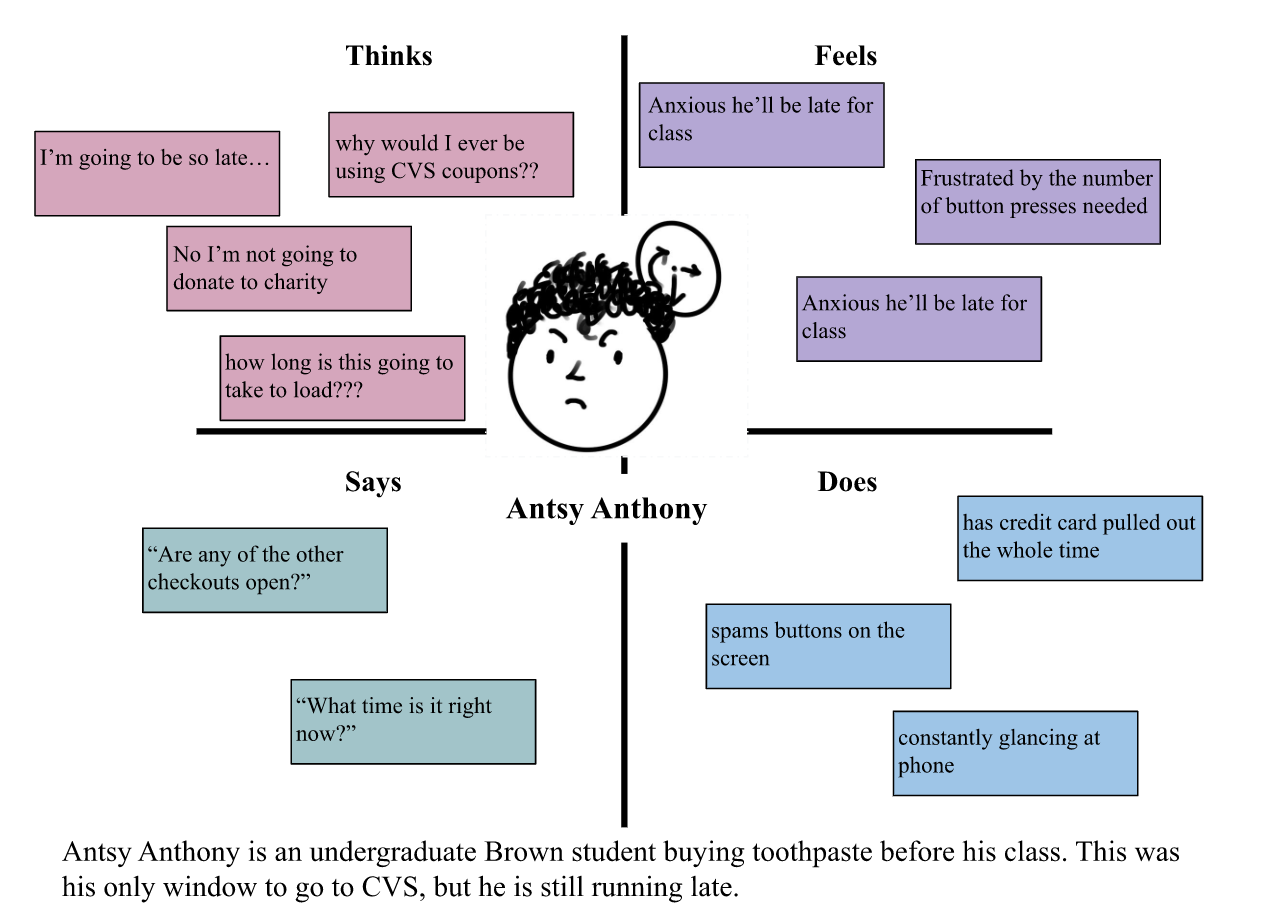 Thinks
I’m going to be so late…
why would I ever be
using CVS coupons??
No I’m not going to
donate to charity
how long is this going to
take to load???
Feels
Anxious he’ll be late for
class
Frustrated by the number
of button presses needed
Anxious he’ll be late for
class
Antsy Anthony
Says
“Are any of the other
checkouts open?”
“What time is it right
now?”
Does
has credit card pulled out
the whole time
spams buttons on the
screen
constantly glancing at
phone
Antsy Anthony is an undergraduate Brown student buying toothpaste before his class. This was
his only window to go to CVS, but he is still running late.